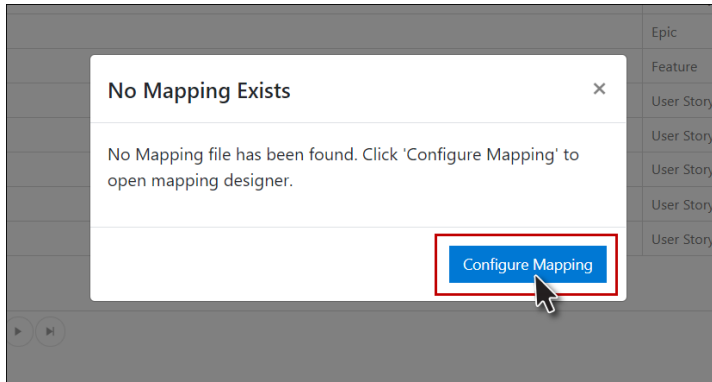 Epic
Feature
No Mapping Exists
User Story
User Story
No Mapping file has been found. Click 'Configure Mapping' to
open mapping designer.
User Story
User Story
User Story
Configure Mapping